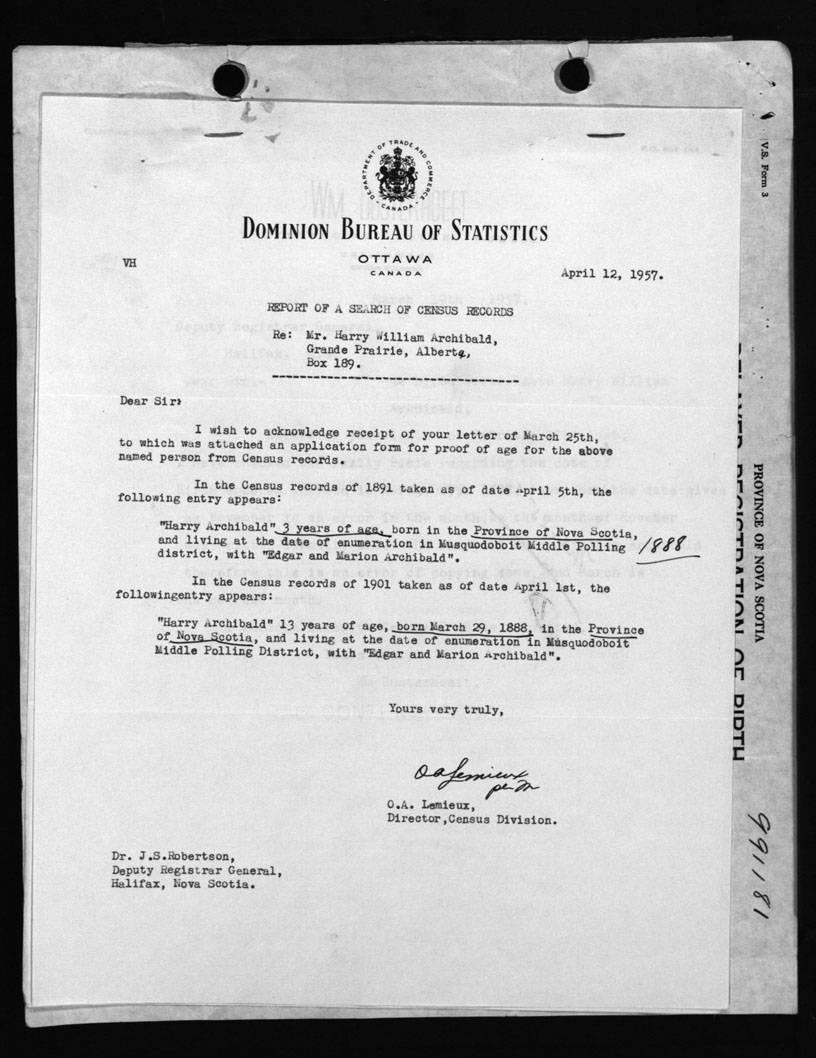 DEPARTMENT OF TRADE AND COMMERCE
CANADA
DOMINION BUREAU OF STATISTICS
OTTAWA
CANADA
VH
April 12, 1957.
REPORT OF A SEARCH OF CENSUS RECORDS
Re: Mr. Harry William Archibald,
Grande Prairie, Alberta,
Box 189.
Dear Sir:
I wish to acknowledge receipt of your letter of March 25th,
to which was attached an application form for proof of age for the above
named person from Census records.
In the Census records of 1891 taken as of date April 5th, the
following entry appears:
"Harry Archibald" 3 years of age, born in the Province of Nova Scotia,
and living at the date of enumeration in Musquodoboit Middle Polling
district, with "Edgar and Marion Archibald".
1888
In the Census records of 1901 taken as of date April 1st, the
followingentry appears:
"Harry Archibald" 13 years of age, born March 29, 1888, in the Province
of Nova Scotia, and living at the date of enumeration in Musquodoboit
Middle Polling District, with "Edgar and Marion Archibald".
Yours very truly,
O A Lemieux
per M
O.A. Lemieux,
Director,Census Division.
Dr. J.S.Robertson,
Deputy Registrar General,
Halifax, Nova Scotia.
V.S. Form 3
PROVINCE OF NOVA SCOTIA
DELAYED REGISTRATION OF BIRTH
991181